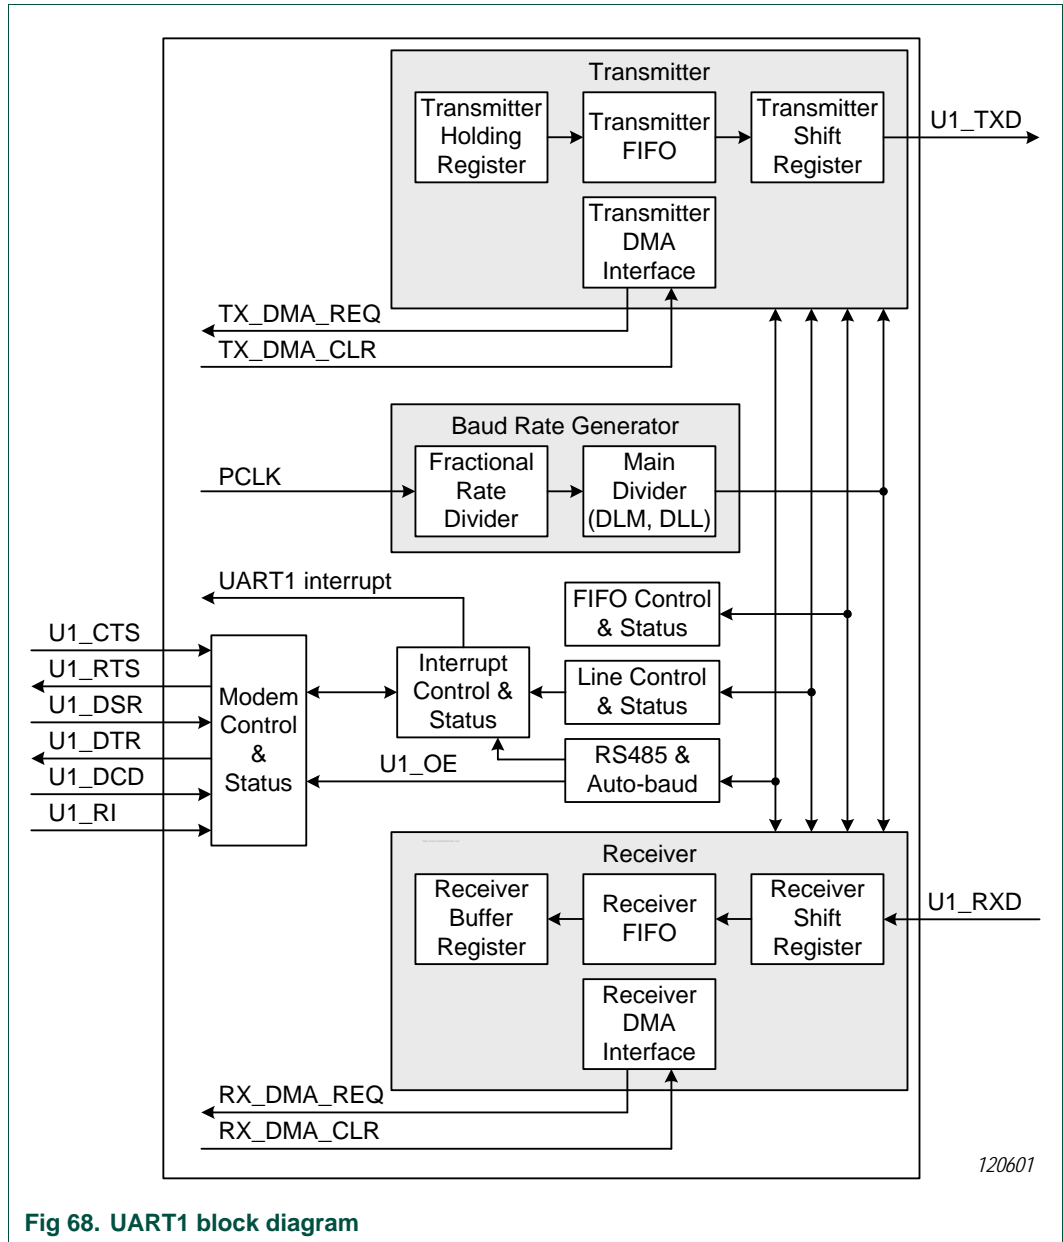 Transmitter
Transmitter
Holding
Register
Transmitter
FIFO
Transmitter
Shift
Register
U1_TXD
Transmitter
DMA
Interface
TX_DMA_REQ
TX_DMA_CLR
Baud Rate Generator
PCLK
Fractional
Rate
Divider
Main
Divider
(DLM, DLL)
UART1 interrupt
FIFO Control
& Status
U1_CTS
U1_RTS
U1_DSR
U1_DTR
U1_DCD
U1_RI
Modem
Control
&
Status
Interrupt
Control &
Status
Line Control
& Status
U1_OE
RS485 &
Auto-baud
Receiver
Receiver
Buffer
Register
Receiver
FIFO
Receiver
Shift
Register
U1_RXD
Receiver
DMA
Interface
RX_DMA_REQ
RX_DMA_CLR
120601
Fig 68. UART1 block diagram